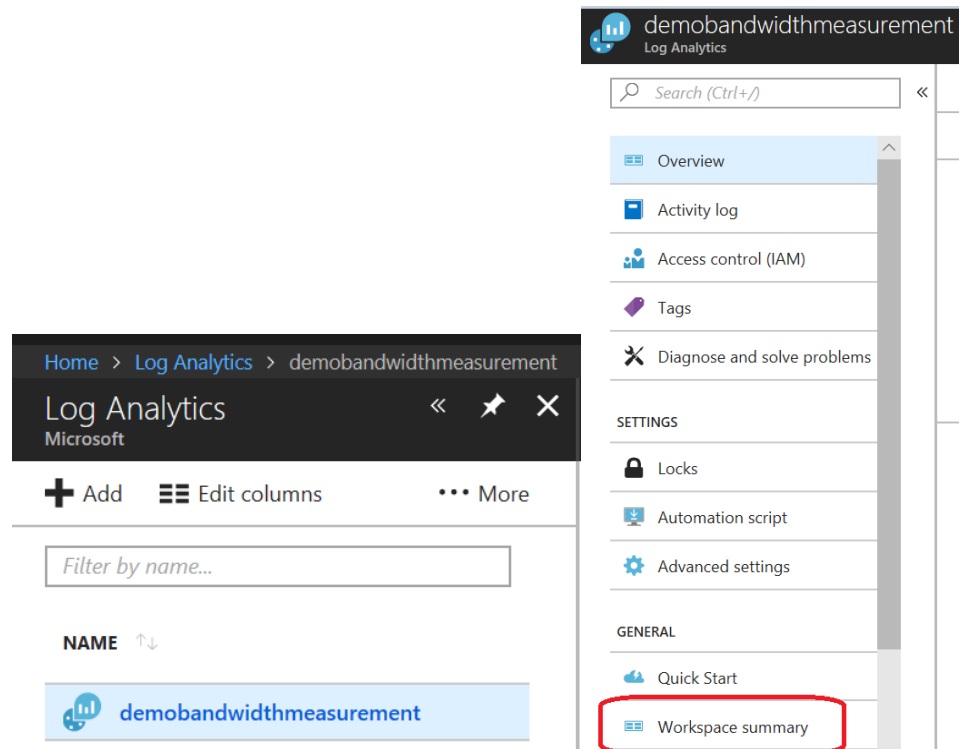 Home > Log Analytics > demobandwidthmeasurement
Log Analytics
Microsoft
Add
Edit columns
More
Filter by name...
NAME
demobandwidthmeasurement
demobandwidthmeasurement
Log Analytics
Search (Ctrl+/)
Overview
Activity log
Access control (IAM)
Tags
Diagnose and solve problems
SETTINGS
Locks
Automation script
Advanced settings
GENERAL
Quick Start
Workspace summary